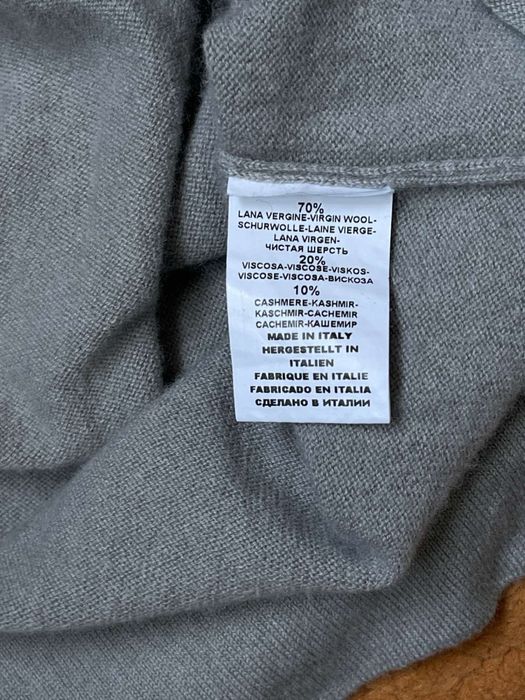 70%
LANA VERGINE-VIRGIN WOOL-
SCHURWOLLE-LAINE VIERGE-
LANA VIRGEN-
ЧИСТАЯ ШЕРСТЬ
20%
VISCOSA-VISCOSE-VISKOS-
VISCOSE-VISCOSA-ВИСКОЗА
10%
CASHMERE-KASHMIR-
KASCHMIR-CACHEMIR
CACHEMIR-КАШЕМИР
MADE IN ITALY
HERGESTELLT IN
ITALIEN
FABRIQUE EN ITALIE
FABRICADO EN ITALIA
СДЕЛАНО В ИТАЛИИ